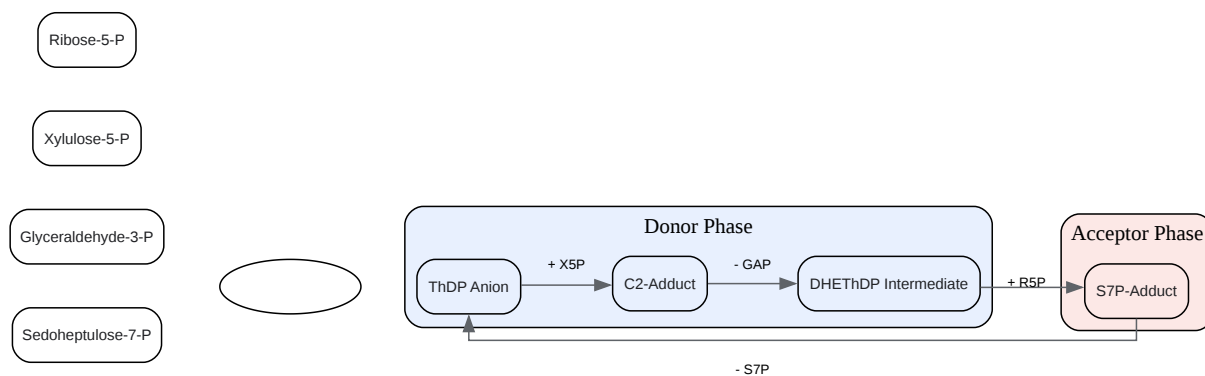 Ribose-5-P
Xylulose-5-P
Glyceraldehyde-3-P
Sedoheptulose-7-P
Donor Phase
ThDP Anion
+ X5P
C2-Adduct
- GAP
DHEThDP Intermediate
+ R5P
Acceptor Phase
S7P-Adduct
- S7P